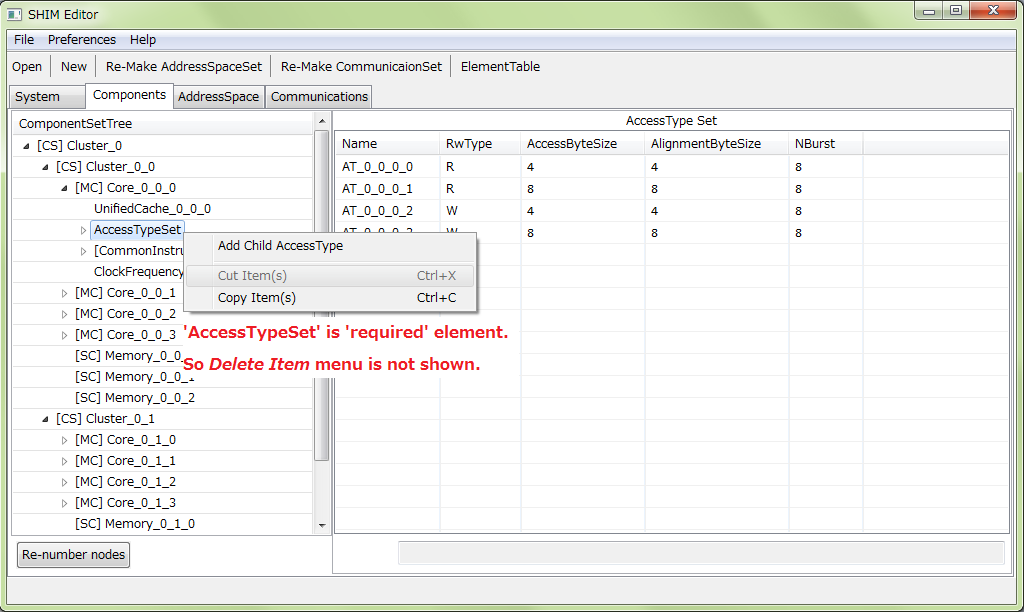 SHIM Editor
File Preferences Help
Open New Re-Make AddressSpaceSet Re-Make CommunicaionSet ElementTable
System Components AddressSpace Communications
ComponentSetTree
[CS] Cluster_0
[CS] Cluster_0_0
[MC] Core_0_0_0
UnifiedCache_0_0_0
AccessTypeSet
[CommonInstru
ClockFrequency
[MC] Core_0_0_1
[MC] Core_0_0_2
[MC] Core_0_0_3
[SC] Memory_0_0_
[SC] Memory_0_0_1
[SC] Memory_0_0_2
[CS] Cluster_0_1
[MC] Core_0_1_0
[MC] Core_0_1_1
[MC] Core_0_1_2
[MC] Core_0_1_3
[SC] Memory_0_1_0
Re-number nodes
Add Child AccessType
Cut Item(s) Ctrl+X
Copy Item(s) Ctrl+C
'AccessTypeSet' is 'required' element.
So Delete Item menu is not shown.
AccessType Set
Name RwType AccessByteSize AlignmentByteSize NBurst
AT_0_0_0_0 R 4 4 8
AT_0_0_0_1 R 8 8 8
AT_0_0_0_2 W 4 4 8
AT_0_0_0_3 W 8 8 8